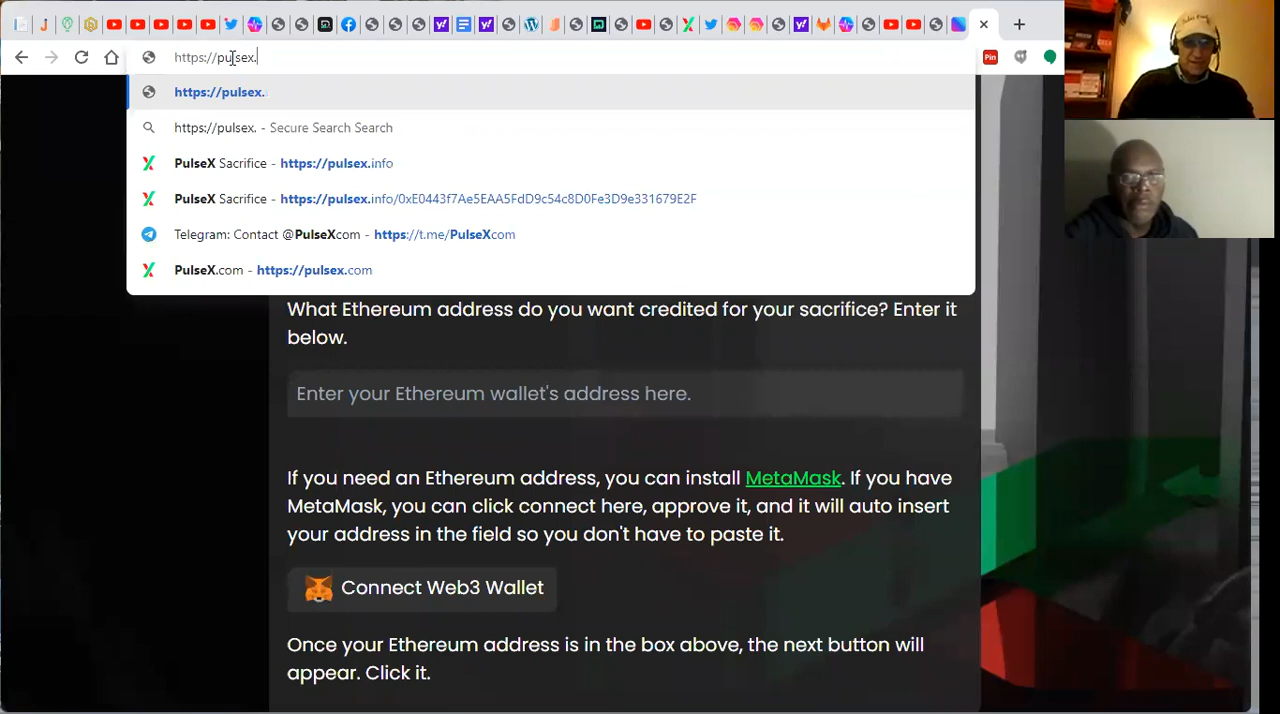 https://pulsex.
Pin
https://pulsex.
https://pulsex. - Secure Search Search
PulseX Sacrifice - https://pulsex.info
PulseX Sacrifice - https://pulsex.info/0xE0443f7Ae5EAA5FdD9c54c8D0Fe3D9e331679E2F
Telegram: Contact @PulseXcom - https://t.me/PulseXcom
PulseX.com - https://pulsex.com
What Ethereum address do you want credited for your sacrifice? Enter it
below.
Enter your Ethereum wallet's address here.
If you need an Ethereum address, you can install MetaMask. If you have
MetaMask, you can click connect here, approve it, and it will auto insert
your address in the field so you don't have to paste it.
Connect Web3 Wallet
Once your Ethereum address is in the box above, the next button will
appear. Click it.